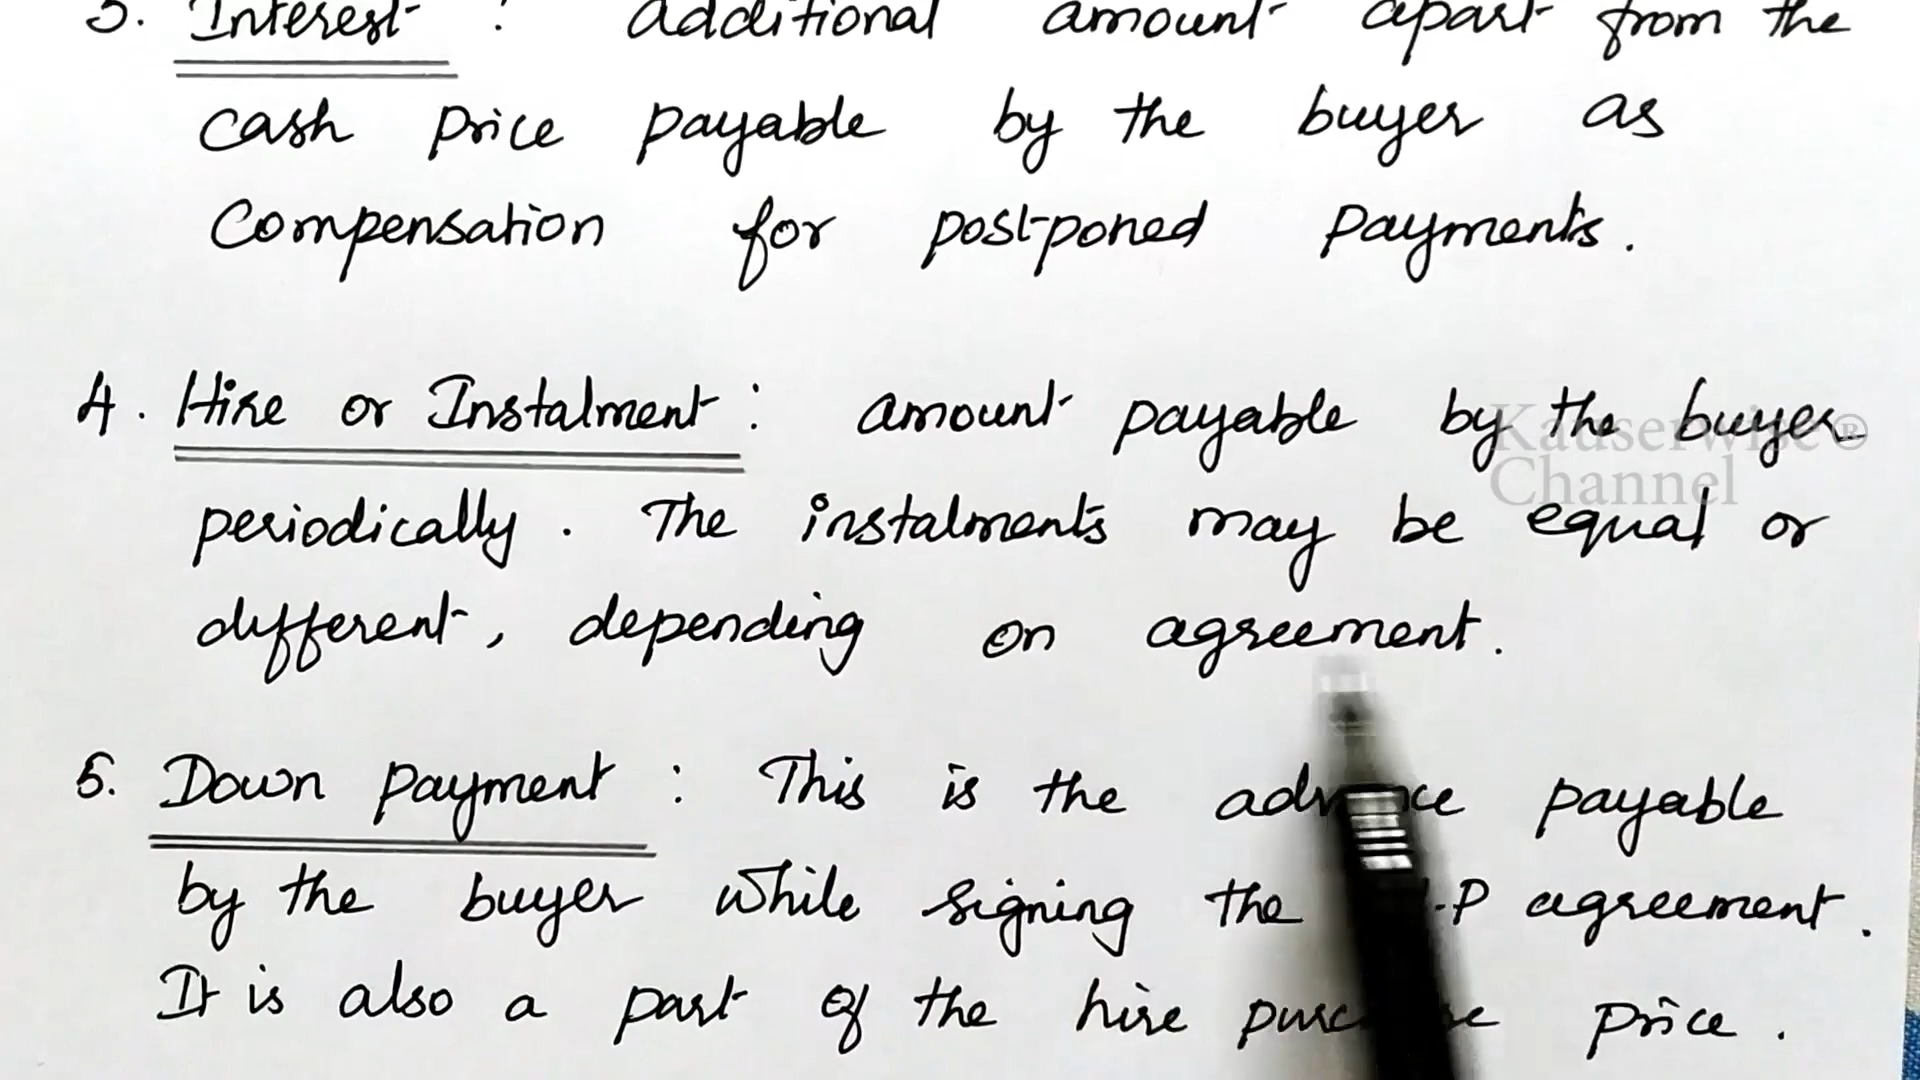 3. Interest : additional amount apart from the
cash price payable by the buyer as
Compensation for postponed payments.
4. Hire or Instalment : amount payable by the buyer
periodically. The instalments may be equal or
different, depending on agreement.
5. Down payment : This is the payable
by the buyer while signing the agreement.
It is also a part of the hire price.
Kauserwise®
Channel